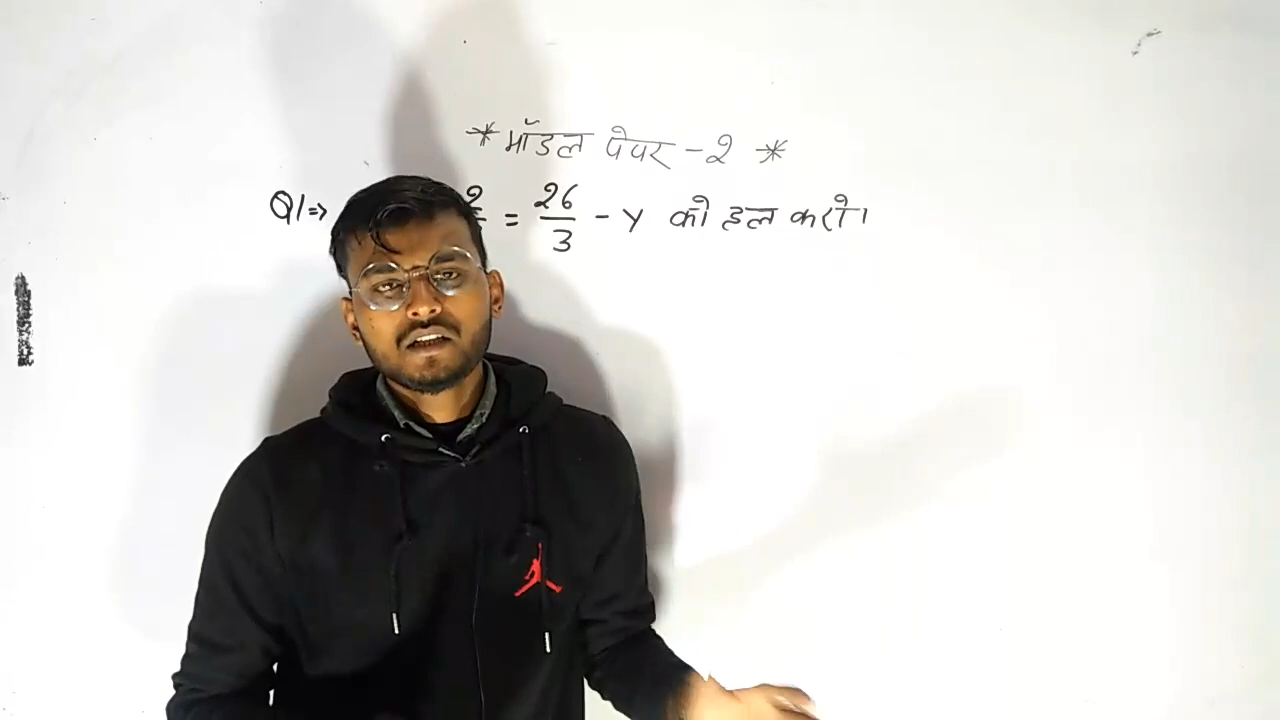 * मॉडल पेपर - 2 *
Q1⇒ 2 = 26/3 - y को हल करो।